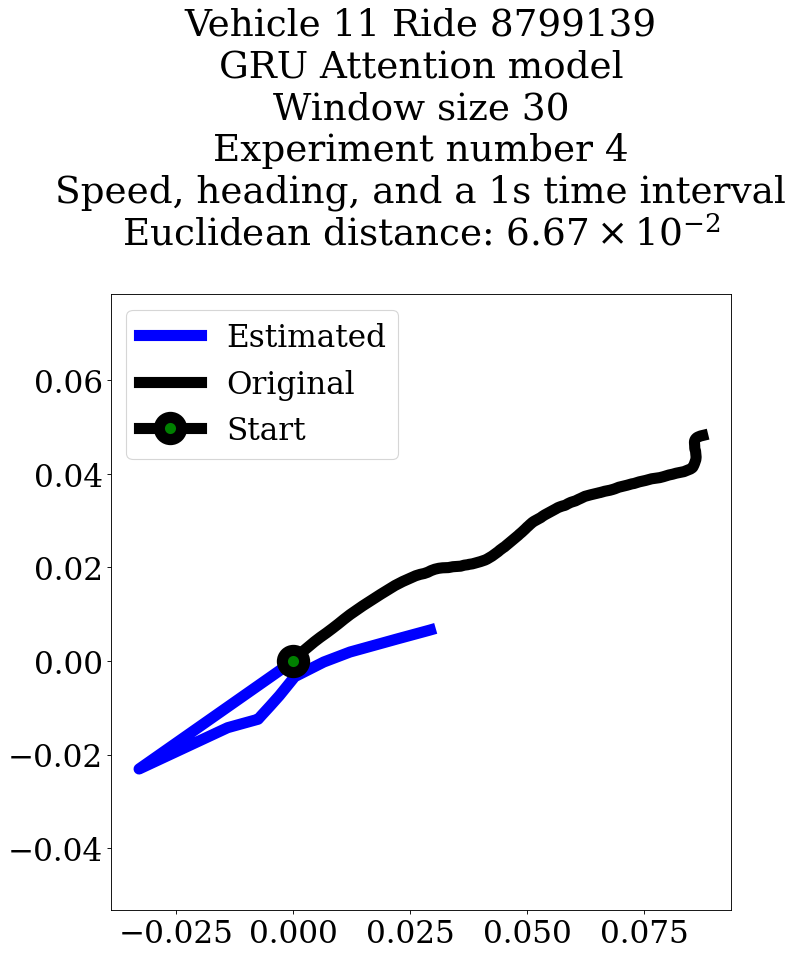 Vehicle 11 Ride 8799139
GRU Attention model
Window size 30
Experiment number 4
Speed, heading, and a 1s time interval
Euclidean distance: 6.67 × 10⁻²
Estimated
Original
Start
0.06
0.04
0.02
0.00
−0.02
−0.04
−0.025 0.000 0.025 0.050 0.075